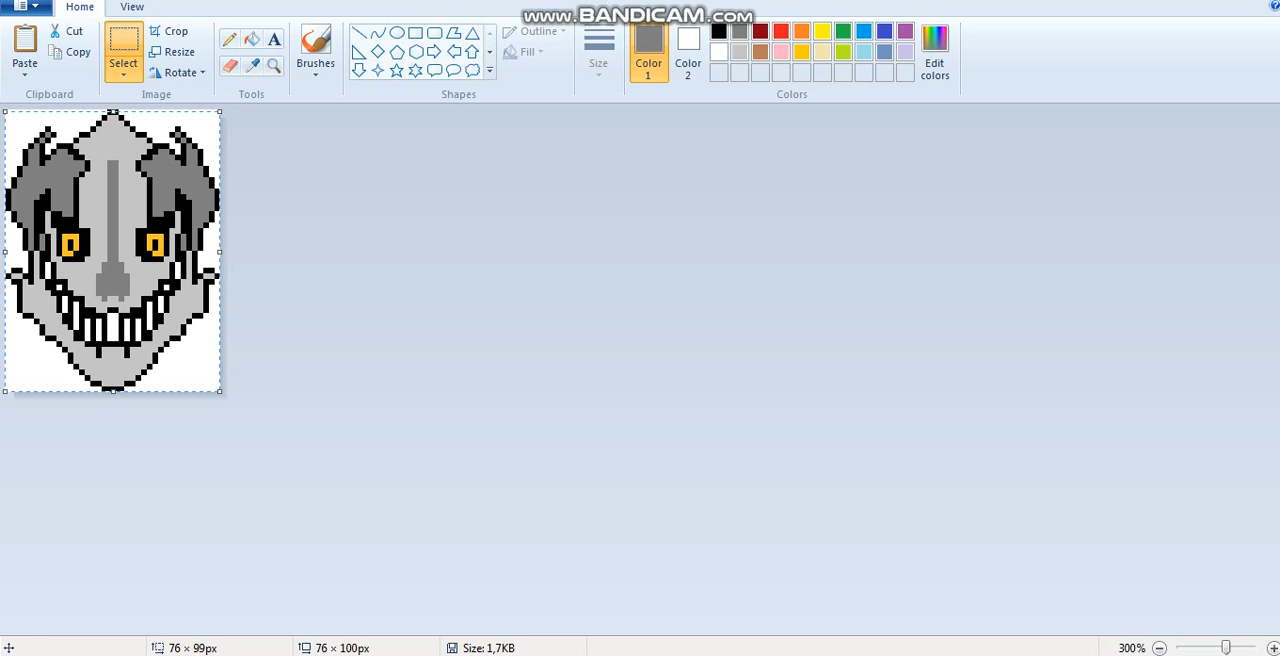 Home View
www.BANDICAM.com
Paste
Cut
Copy
Clipboard
Select
Crop
Resize
Rotate
Image
A
Tools
Brushes
Outline
Fill
Shapes
Size
Color 1
Color 2
Edit colors
Colors
76 × 99px
76 × 100px
Size: 1,7KB
300%